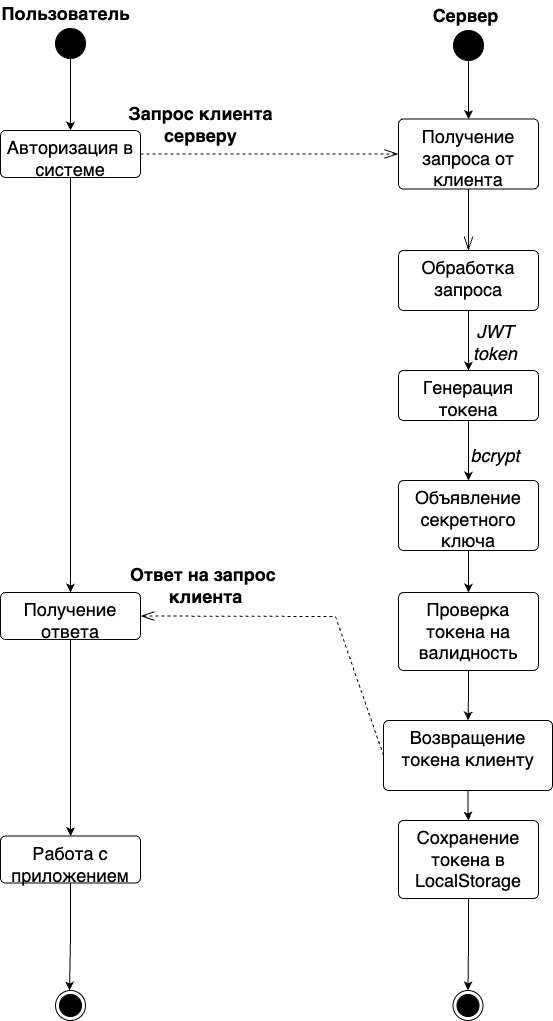 Пользователь
Сервер
Запрос клиента
серверу
Авторизация в
системе
Получение
запроса от
клиента
Обработка
запроса
JWT
token
Генерация
токена
bcrypt
Объявление
секретного
ключа
Ответ на запрос
клиента
Получение
ответа
Проверка
токена на
валидность
Возвращение
токена клиенту
Работа с
приложением
Сохранение
токена в
LocalStorage